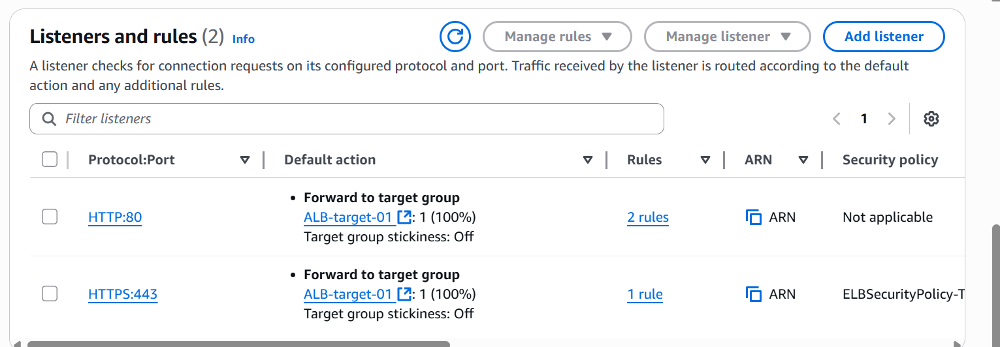 Listeners and rules (2) Info
Manage rules
Manage listener
Add listener
A listener checks for connection requests on its configured protocol and port. Traffic received by the listener is routed according to the default
action and any additional rules.
Filter listeners
1
Protocol:Port Default action Rules ARN Security policy
• Forward to target group
HTTP:80 ALB-target-01 : 1 (100%) 2 rules ARN Not applicable
Target group stickiness: Off
• Forward to target group
HTTPS:443 ALB-target-01 : 1 (100%) 1 rule ARN ELBSecurityPolicy-T
Target group stickiness: Off